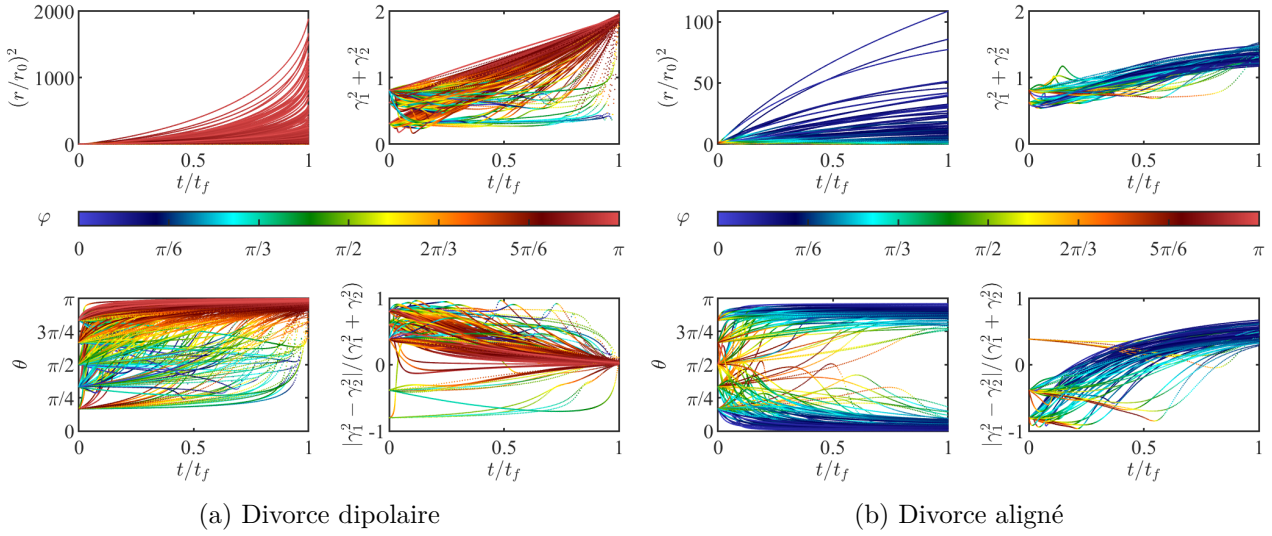 2000
1000
0
(r/r₀)²
0 0.5 1
t/t_f
2
1
0
γ₁² + γ₂²
0 0.5 1
t/t_f
100
50
0
(r/r₀)²
0 0.5 1
t/t_f
2
1
0
γ₁² + γ₂²
0 0.5 1
t/t_f
φ
0 π/6 π/3 π/2 2π/3 5π/6 π
φ
0 π/6 π/3 π/2 2π/3 5π/6 π
π
3π/4
π/2
π/4
0
θ
0 0.5 1
t/t_f
1
0
-1
|γ₁² − γ₂²|/(γ₁² + γ₂²)
0 0.5 1
t/t_f
π
3π/4
π/2
π/4
0
θ
0 0.5 1
t/t_f
1
0
-1
|γ₁² − γ₂²|/(γ₁² + γ₂²)
0 0.5 1
t/t_f
(a) Divorce dipolaire
(b) Divorce aligné